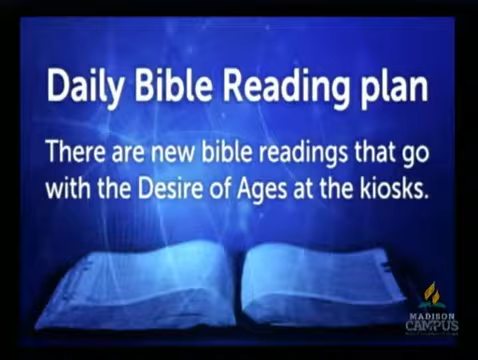 Daily Bible Reading plan
There are new bible readings that go
with the Desire of Ages at the kiosks.
MADISON
CAMPUS